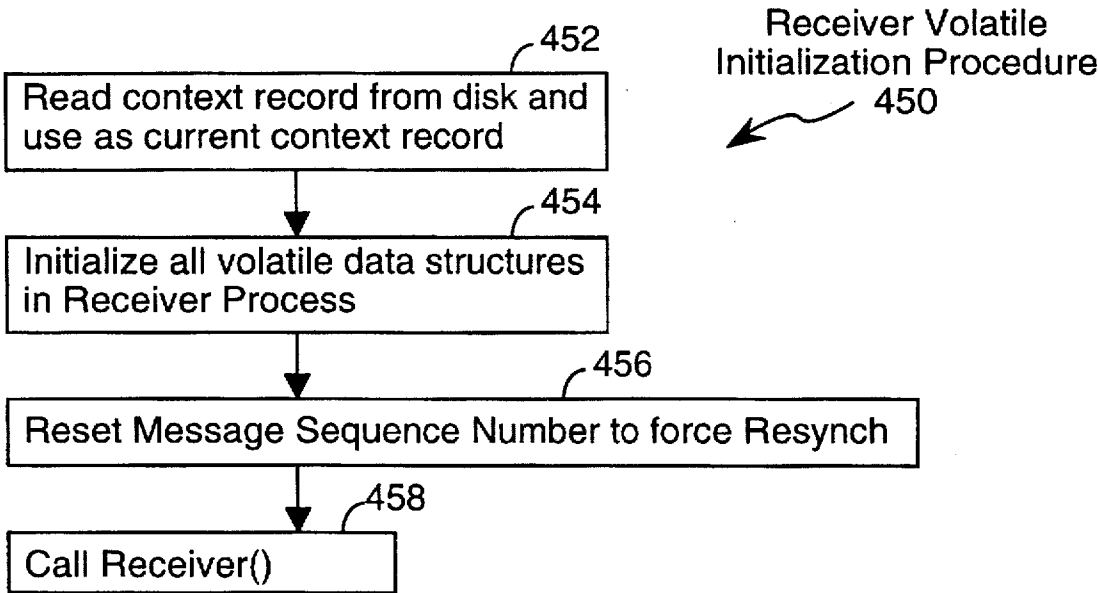 Receiver Volatile
Initialization Procedure
450
452
Read context record from disk and
use as current context record
454
Initialize all volatile data structures
in Receiver Process
456
Reset Message Sequence Number to force Resynch
458
Call Receiver()